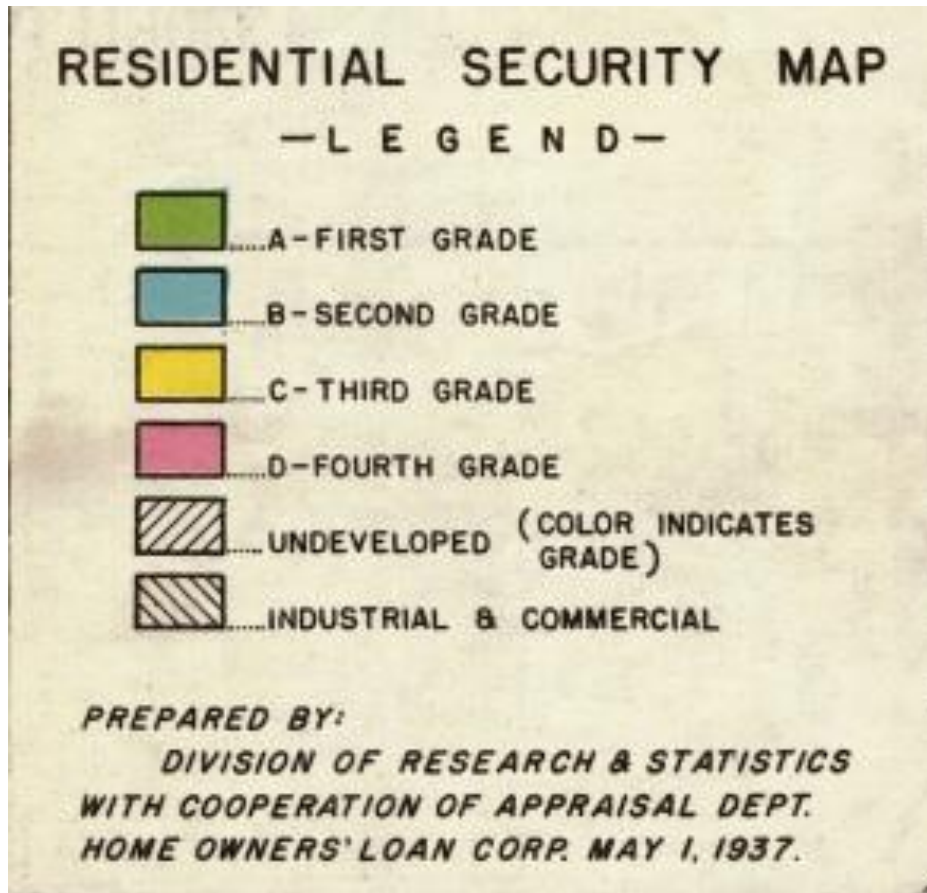 RESIDENTIAL SECURITY MAP
—LEGEND—
A-FIRST GRADE
B-SECOND GRADE
C-THIRD GRADE
D-FOURTH GRADE
UNDEVELOPED (COLOR INDICATES
GRADE)
INDUSTRIAL & COMMERCIAL
PREPARED BY:
DIVISION OF RESEARCH & STATISTICS
WITH COOPERATION OF APPRAISAL DEPT.
HOME OWNERS' LOAN CORP. MAY 1, 1937.